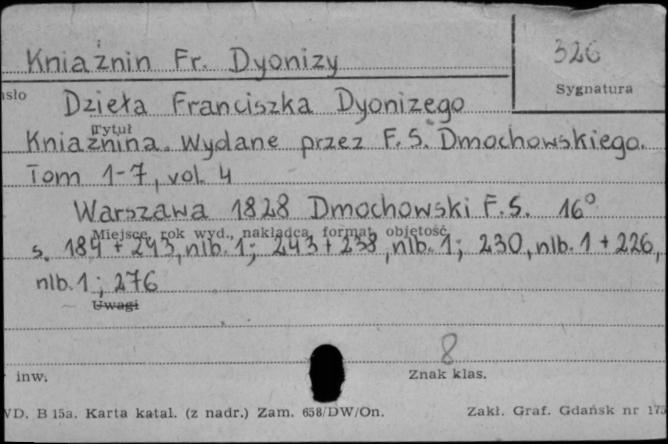 Kniaźnin Fr. Dyonizy
326
Sygnatura
Dzieła Franciszka Dyonizego
Tytuł
Kniaźnina. Wydane przez F. S. Dmochowskiego.
Tom 1-7, vol. 4
Warszawa 1828 Dmochowski F. S. 16°
Miejsce, rok wyd., nakładca, format, objętość
s. 184 + 243, nlb. 1; 243 + 238, nlb. 1; 230, nlb. 1 + 226,
nlb. 1; 276
Uwagi
8
inw.
Znak klas.
D. B 15a. Karta katal. (z nadr.) Zam. 658/DW/On.
Zakł. Graf. Gdańsk nr